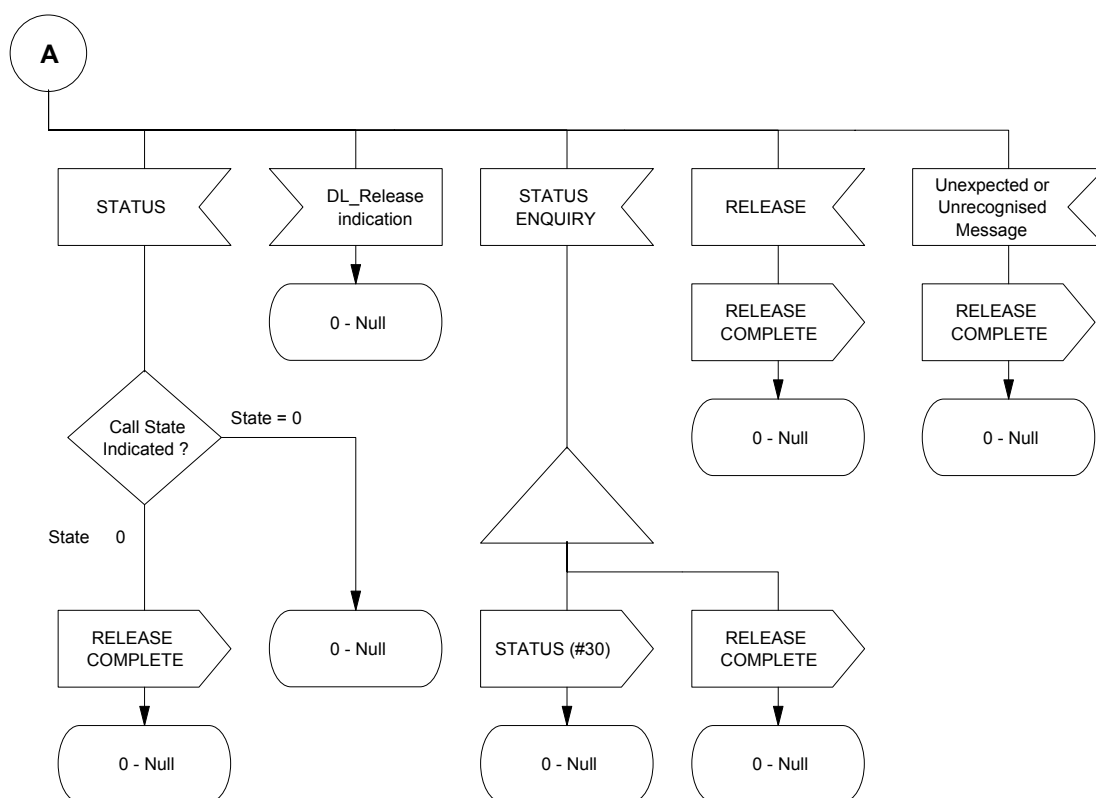 A
STATUS
DL_Release
indication
STATUS
ENQUIRY
RELEASE
Unexpected or
Unrecognised
Message
0 - Null
RELEASE
COMPLETE
RELEASE
COMPLETE
Call State
Indicated ?
State = 0
0 - Null
0 - Null
State 0
RELEASE
COMPLETE
0 - Null
STATUS (#30)
RELEASE
COMPLETE
0 - Null
0 - Null
0 - Null